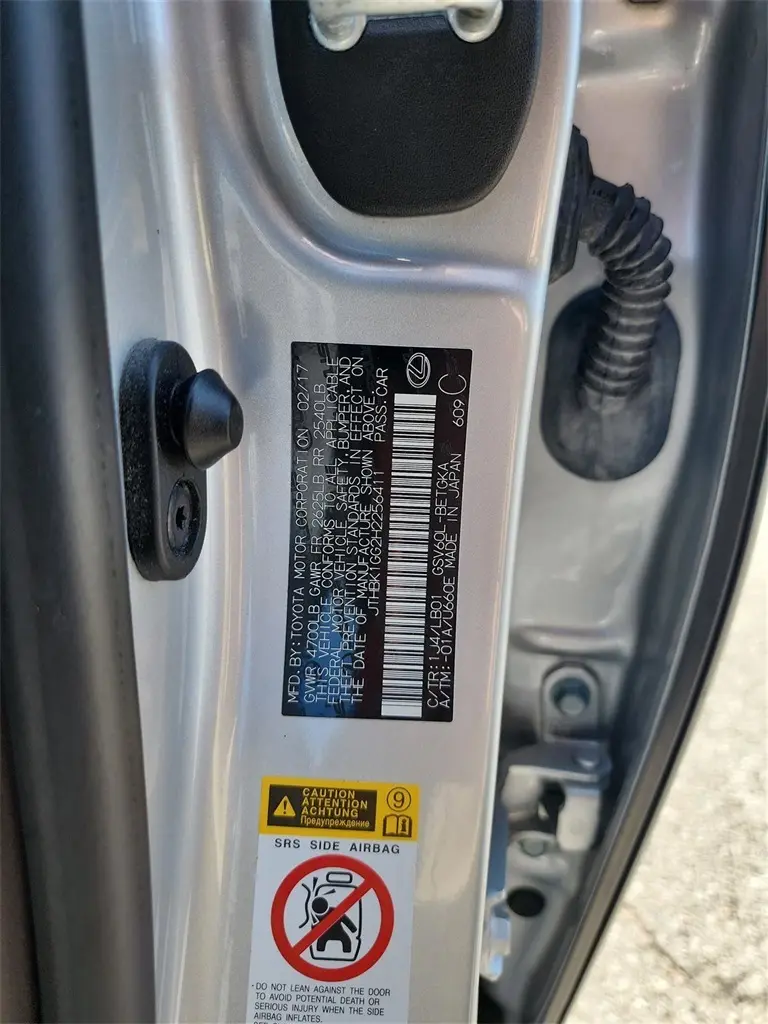 MFD. BY: TOYOTA MOTOR CORPORATION 02/17
GVWR 4700LB GAWR FR 2625LB RR 2540LB
THIS VEHICLE CONFORMS TO ALL APPLICABLE
FEDERAL MOTOR VEHICLE SAFETY, BUMPER, AND
THEFT PREVENTION STANDARDS IN EFFECT ON
THE DATE OF MANUFACTURE SHOWN ABOVE.
JTHBK1GG2H2256411 PASS. CAR
C/TR: 1J4/LB01 GSV60L-BETGKA
A/TM: -01A/U660E MADE IN JAPAN 609 C
CAUTION
ATTENTION
ACHTUNG
Предупреждение
9
SRS SIDE AIRBAG
·DO NOT LEAN AGAINST THE DOOR
TO AVOID POTENTIAL DEATH OR
SERIOUS INJURY WHEN THE SIDE
AIRBAG INFLATES.